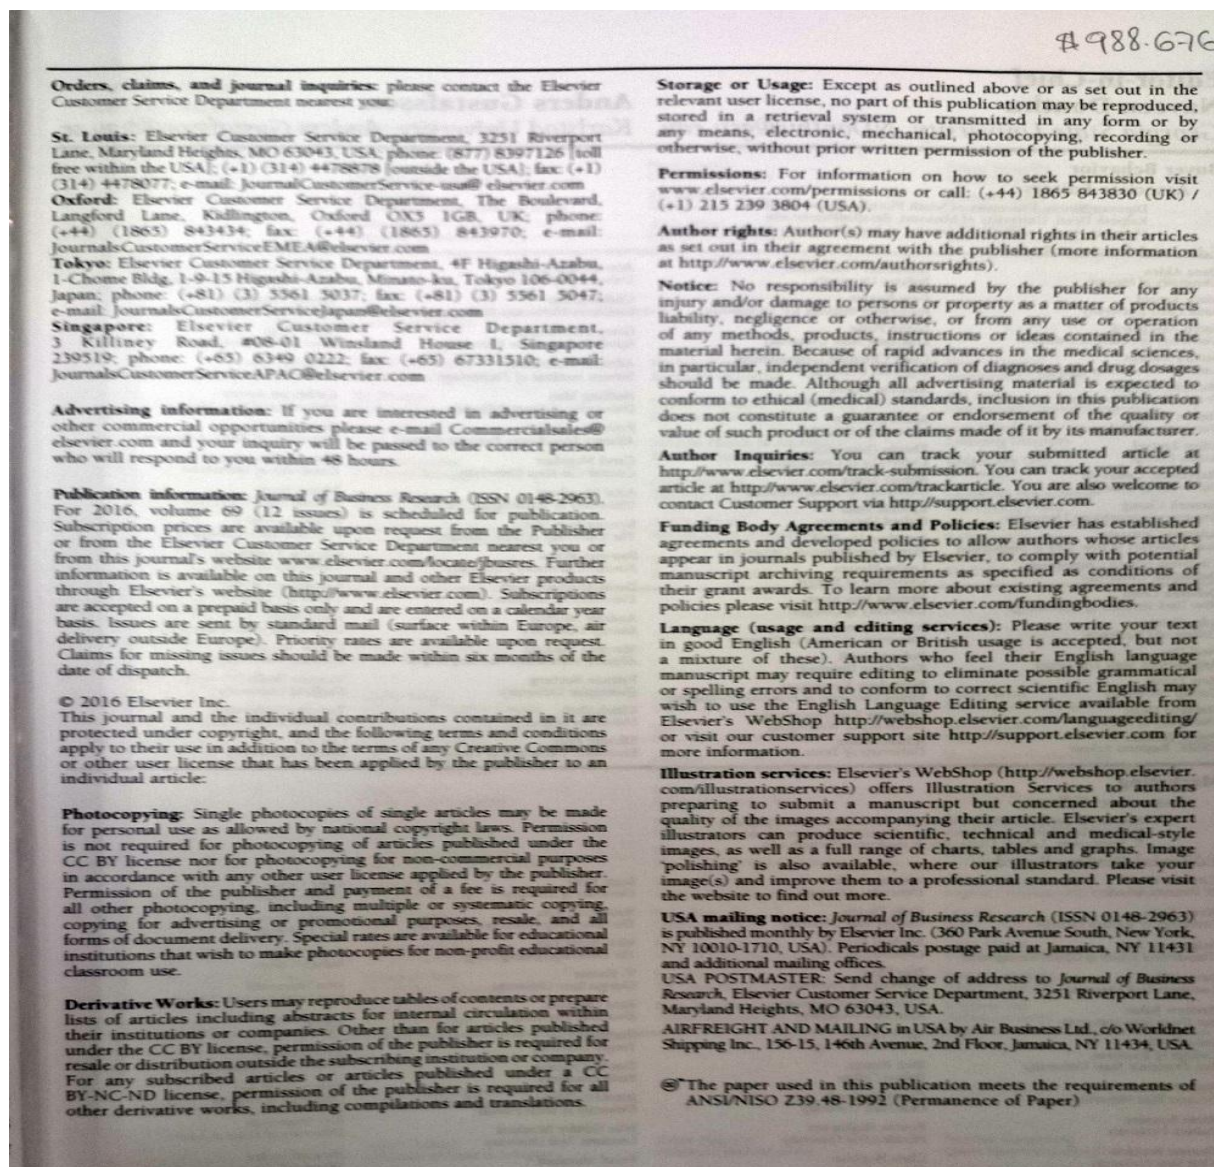 $988.676
Orders, claims, and journal inquiries: please contact the Elsevier
Customer Service Department nearest you:
St. Louis: Elsevier Customer Service Department, 3251 Riverport
Lane, Maryland Heights, MO 63043, USA; phone: (877) 8397126 [toll
free within the USA]; (+1) (314) 4478878 [outside the USA]; fax: (+1)
(314) 4478077; e-mail: JournalCustomerService-usa@ elsevier.com
Oxford: Elsevier Customer Service Department, The Boulevard,
Langford Lane, Kidlington, Oxford OX5 1GB, UK; phone:
(+44) (1865) 843434; fax: (+44) (1865) 843970; e-mail:
JournalsCustomerServiceEMEA@elsevier.com
Tokyo: Elsevier Customer Service Department, 4F Higashi-Azabu,
1-Chome Bldg, 1-9-15 Higashi-Azabu, Minato-ku, Tokyo 106-0044,
Japan; phone: (+81) (3) 5561 5037; fax: (+81) (3) 5561 5047;
e-mail: JournalsCustomerServiceJapan@elsevier.com
Singapore: Elsevier Customer Service Department,
3 Killiney Road, #08-01 Winsland House I, Singapore
239519; phone: (+65) 6349 0222; fax: (+65) 67331510; e-mail:
JournalsCustomerServiceAPAC@elsevier.com
Advertising information: If you are interested in advertising or
other commercial opportunities please e-mail Commercialsales@
elsevier.com and your inquiry will be passed to the correct person
who will respond to you within 48 hours.
Publication information: Journal of Business Research (ISSN 0148-2963).
For 2016, volume 69 (12 issues) is scheduled for publication.
Subscription prices are available upon request from the Publisher
or from the Elsevier Customer Service Department nearest you or
from this journal's website www.elsevier.com/locate/jbusres. Further
information is available on this journal and other Elsevier products
through Elsevier's website (http://www.elsevier.com). Subscriptions
are accepted on a prepaid basis only and are entered on a calendar year
basis. Issues are sent by standard mail (surface within Europe, air
delivery outside Europe). Priority rates are available upon request.
Claims for missing issues should be made within six months of the
date of dispatch.
© 2016 Elsevier Inc.
This journal and the individual contributions contained in it are
protected under copyright, and the following terms and conditions
apply to their use in addition to the terms of any Creative Commons
or other user license that has been applied by the publisher to an
individual article:
Photocopying: Single photocopies of single articles may be made
for personal use as allowed by national copyright laws. Permission
is not required for photocopying of articles published under the
CC BY license nor for photocopying for non-commercial purposes
in accordance with any other user license applied by the publisher.
Permission of the publisher and payment of a fee is required for
all other photocopying, including multiple or systematic copying,
copying for advertising or promotional purposes, resale, and all
forms of document delivery. Special rates are available for educational
institutions that wish to make photocopies for non-profit educational
classroom use.
Derivative Works: Users may reproduce tables of contents or prepare
lists of articles including abstracts for internal circulation within
their institutions or companies. Other than for articles published
under the CC BY license, permission of the publisher is required for
resale or distribution outside the subscribing institution or company.
For any subscribed articles or articles published under a CC
BY-NC-ND license, permission of the publisher is required for all
other derivative works, including compilations and translations.
Storage or Usage: Except as outlined above or as set out in the
relevant user license, no part of this publication may be reproduced,
stored in a retrieval system or transmitted in any form or by
any means, electronic, mechanical, photocopying, recording or
otherwise, without prior written permission of the publisher.
Permissions: For information on how to seek permission visit
www.elsevier.com/permissions or call: (+44) 1865 843830 (UK) /
(+1) 215 239 3804 (USA).
Author rights: Author(s) may have additional rights in their articles
as set out in their agreement with the publisher (more information
at http://www.elsevier.com/authorsrights).
Notice: No responsibility is assumed by the publisher for any
injury and/or damage to persons or property as a matter of products
liability, negligence or otherwise, or from any use or operation
of any methods, products, instructions or ideas contained in the
material herein. Because of rapid advances in the medical sciences,
in particular, independent verification of diagnoses and drug dosages
should be made. Although all advertising material is expected to
conform to ethical (medical) standards, inclusion in this publication
does not constitute a guarantee or endorsement of the quality or
value of such product or of the claims made of it by its manufacturer.
Author Inquiries: You can track your submitted article at
http://www.elsevier.com/track-submission. You can track your accepted
article at http://www.elsevier.com/trackarticle. You are also welcome to
contact Customer Support via http://support.elsevier.com.
Funding Body Agreements and Policies: Elsevier has established
agreements and developed policies to allow authors whose articles
appear in journals published by Elsevier, to comply with potential
manuscript archiving requirements as specified as conditions of
their grant awards. To learn more about existing agreements and
policies please visit http://www.elsevier.com/fundingbodies.
Language (usage and editing services): Please write your text
in good English (American or British usage is accepted, but not
a mixture of these). Authors who feel their English language
manuscript may require editing to eliminate possible grammatical
or spelling errors and to conform to correct scientific English may
wish to use the English Language Editing service available from
Elsevier's WebShop http://webshop.elsevier.com/languageediting/
or visit our customer support site http://support.elsevier.com for
more information.
Illustration services: Elsevier's WebShop (http://webshop.elsevier.
com/illustrationservices) offers Illustration Services to authors
preparing to submit a manuscript but concerned about the
quality of the images accompanying their article. Elsevier's expert
illustrators can produce scientific, technical and medical-style
images, as well as a full range of charts, tables and graphs. Image
'polishing' is also available, where our illustrators take your
image(s) and improve them to a professional standard. Please visit
the website to find out more.
USA mailing notice: Journal of Business Research (ISSN 0148-2963)
is published monthly by Elsevier Inc. (360 Park Avenue South, New York,
NY 10010-1710, USA). Periodicals postage paid at Jamaica, NY 11431
and additional mailing offices.
USA POSTMASTER: Send change of address to Journal of Business
Research, Elsevier Customer Service Department, 3251 Riverport Lane,
Maryland Heights, MO 63043, USA.
AIRFREIGHT AND MAILING in USA by Air Business Ltd., c/o Worldnet
Shipping Inc., 156-15, 146th Avenue, 2nd Floor, Jamaica, NY 11434, USA.
The paper used in this publication meets the requirements of
ANSI/NISO Z39.48-1992 (Permanence of Paper)